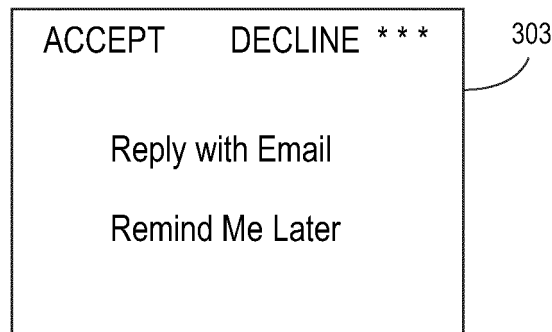 ACCEPT DECLINE * * * 303
Reply with Email
Remind Me Later